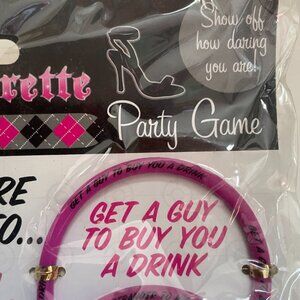 Show off
how daring
you are!
rette
Party Game
RE
O...
GET A GUY TO BUY YOU A DRINK
GET A GUY
TO BUY YOU
A DRINK
GET A G